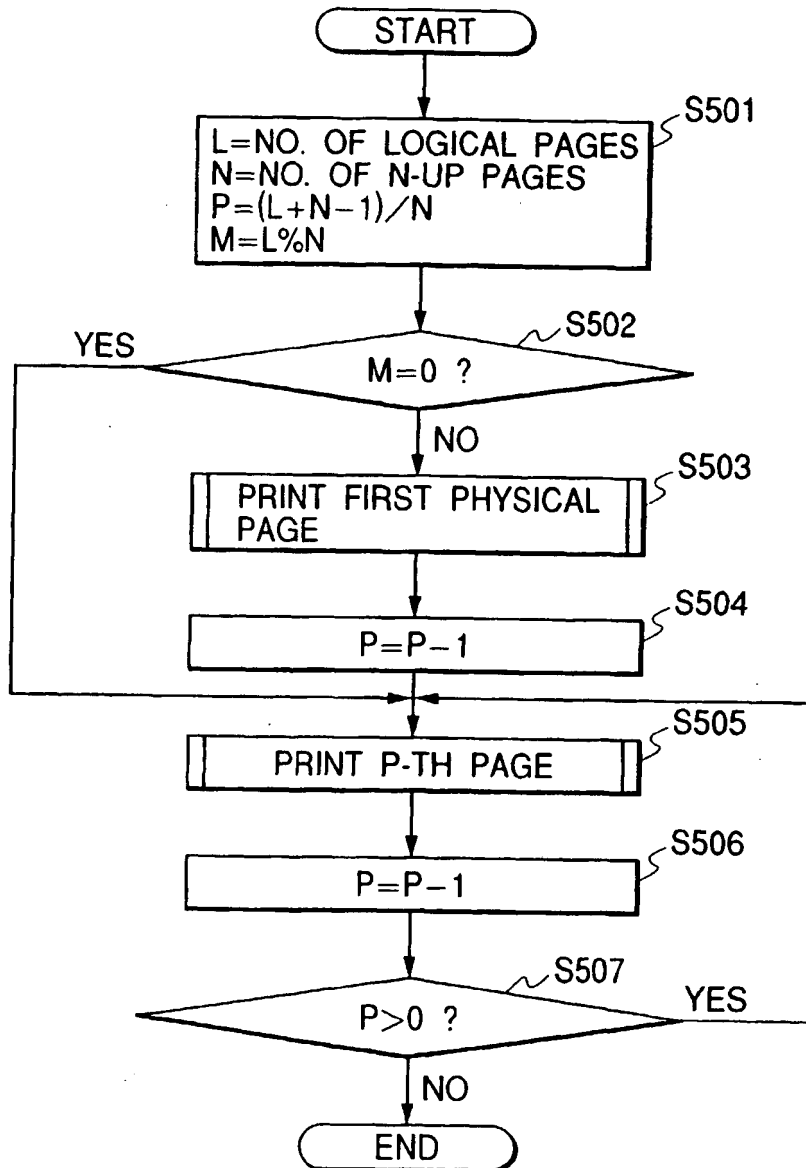 START
S501
L=NO. OF LOGICAL PAGES
N=NO. OF N-UP PAGES
P=(L+N-1)/N
M=L%N
S502
YES
M=0 ?
NO
S503
PRINT FIRST PHYSICAL
PAGE
S504
P=P-1
S505
PRINT P-TH PAGE
S506
P=P-1
S507
P>0 ?
YES
NO
END